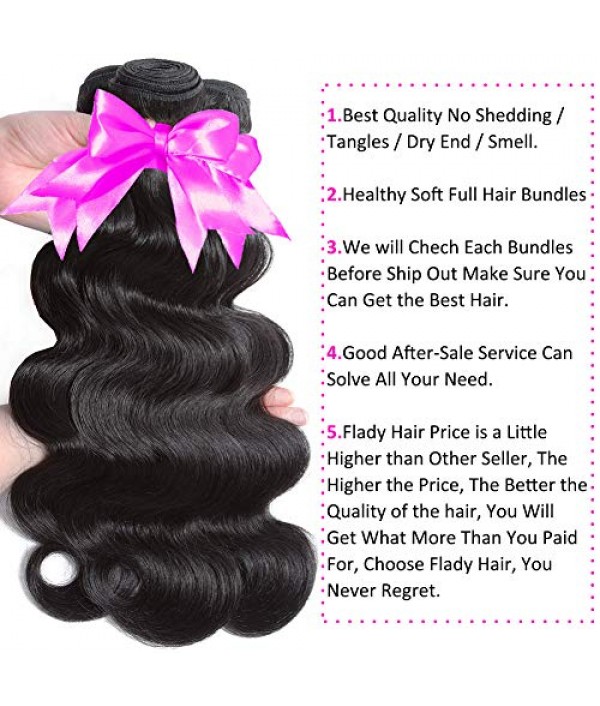 1.Best Quality No Shedding /
Tangles / Dry End / Smell.
2.Healthy Soft Full Hair Bundles
3.We will Chech Each Bundles
Before Ship Out Make Sure You
Can Get the Best Hair.
4.Good After-Sale Service Can
Solve All Your Need.
5.Flady Hair Price is a Little
Higher than Other Seller, The
Higher the Price, The Better the
Quality of the hair, You Will
Get What More Than You Paid
For, Choose Flady Hair, You
Never Regret.